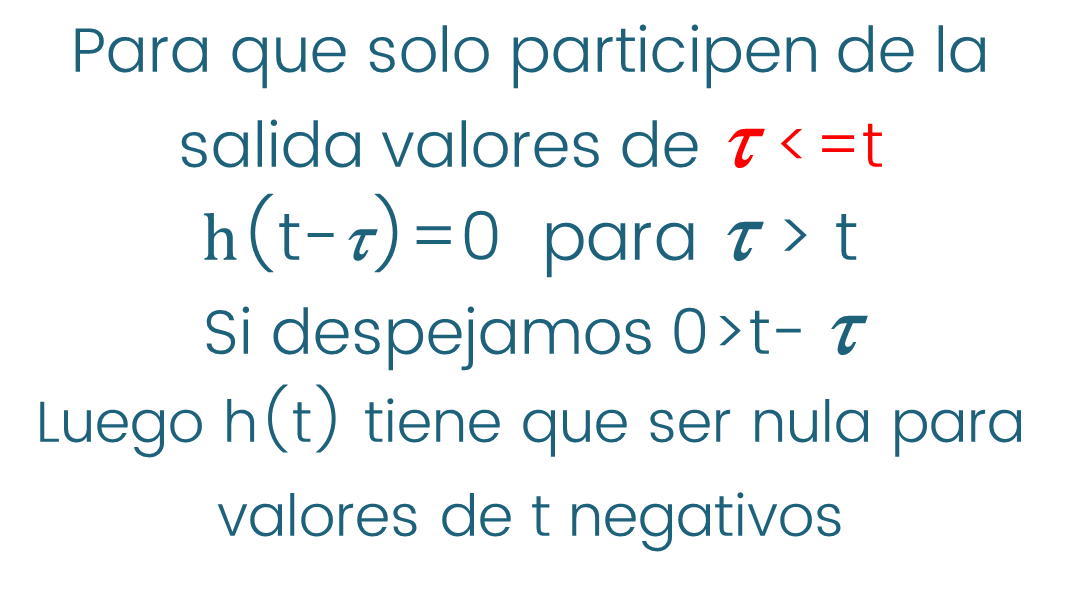 Para que solo participen de la
salida valores de 𝝉<=t
h(t-𝝉)=0 para 𝝉 > t
Si despejamos 0>t- 𝝉
Luego h(t) tiene que ser nula para
valores de t negativos